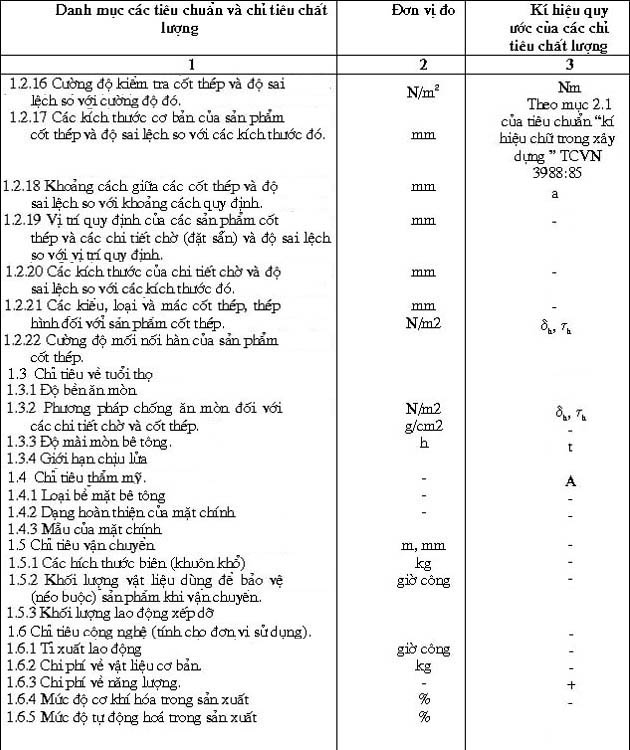 Danh mục các tiêu chuẩn và chỉ tiêu chất lượng | Đơn vị đo | Kí hiệu quy ước của các chỉ tiêu chất lượng
1 | 2 | 3
1.2.16 Cường độ kiểm tra cốt thép và độ sai
lệch so với cường độ đó.
N/m²
Nm
1.2.17 Các kích thước cơ bản của sản phẩm
cốt thép và độ sai lệch so với các kích thước đó.
mm
Theo mục 2.1
của tiêu chuẩn “kí
hiệu chữ trong xây
dựng ” TCVN
3988:85
1.2.18 Khoảng cách giữa các cốt thép và độ
sai lệch so với khoảng cách quy định.
mm
a
1.2.19 Vị trí quy định của các sản phẩm cốt
thép và các chi tiết chờ (đặt sẵn) và độ sai lệch
so với vị trí quy định.
mm
-
1.2.20 Các kích thước của chi tiết chờ và độ
sai lệch so với các kích thước đó.
mm
-
1.2.21 Các kiểu, loại và mác cốt thép, thép
hình đối với sản phẩm cốt thép.
mm
-
N/m2
δh, τh
1.2.22 Cường độ mối nối hàn của sản phẩm
cốt thép.
1.3 Chỉ tiêu về tuổi thọ
1.3.1 Độ bền ăn mòn
1.3.2 Phương pháp chống ăn mòn đối với
các chi tiết chờ và cốt thép.
N/m2
δh, τh
g/cm2
-
1.3.3 Độ mài mòn bê tông.
h
t
1.3.4 Giới hạn chịu lửa
1.4 Chỉ tiêu thẩm mỹ.
-
A
1.4.1 Loại bề mặt bê tông
-
-
1.4.2 Dạng hoàn thiện của mặt chính
-
-
1.4.3 Mẫu của mặt chính
1.5 Chỉ tiêu vận chuyển
m, mm
-
1.5.1 Các hích thước biên (khuôn khổ)
kg
-
1.5.2 Khối lượng vật liệu dùng để bảo vệ
(néo buộc) sản phẩm khi vận chuyển.
giờ công
-
1.5.3 Khối lượng lao động xếp dỡ
1.6 Chỉ tiêu công nghệ (tính cho đơn vị sử dụng).
-
1.6.1 Tỉ xuất lao động
giờ công
-
1.6.2 Chi phí về vật liệu cơ bản.
kg
-
1.6.3 Chi phí về năng lượng.
-
+
1.6.4 Mức độ cơ khí hóa trong sản xuất
%
-
1.6.5 Mức độ tự động hoá trong sản xuất
%